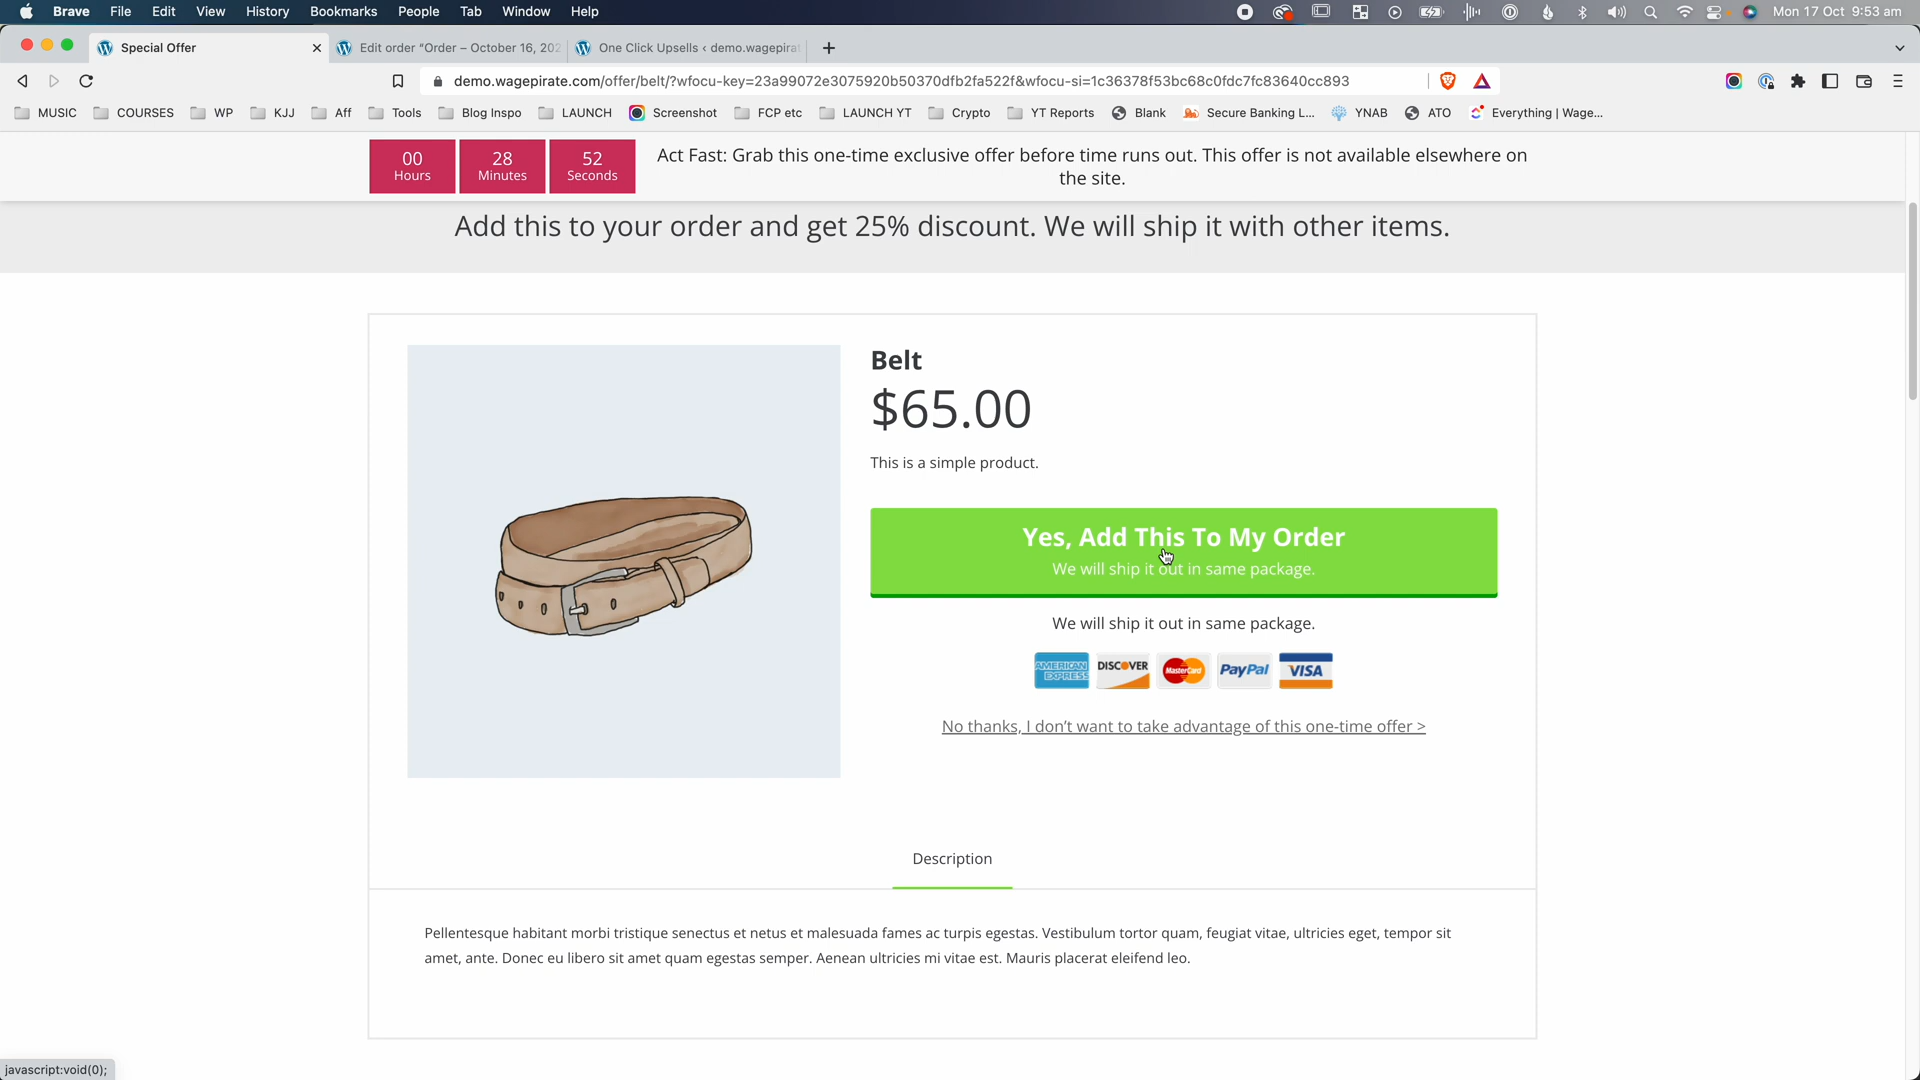 Brave File Edit View History Bookmarks People Tab Window Help Mon 17 Oct 9:53 am
Special Offer Edit order "Order – October 16, 202 One Click Upsells ‹ demo.wagepirat
demo.wagepirate.com/offer/belt/?wfocu-key=23a99072e3075920b50370dfb2fa522f&wfocu-si=1c36378f53bc68c0fdc7fc83640cc893
MUSIC COURSES WP KJJ Aff Tools Blog Inspo LAUNCH Screenshot FCP etc LAUNCH YT Crypto YT Reports Blank Secure Banking L... YNAB ATO Everything | Wage...
00 28 52
Hours Minutes Seconds
Act Fast: Grab this one-time exclusive offer before time runs out. This offer is not available elsewhere on
the site.
Add this to your order and get 25% discount. We will ship it with other items.
Belt
$65.00
This is a simple product.
Yes, Add This To My Order
We will ship it out in same package.
We will ship it out in same package.
AMERICAN EXPRESS DISCOVER MasterCard PayPal VISA
No thanks, I don't want to take advantage of this one-time offer >
Description
Pellentesque habitant morbi tristique senectus et netus et malesuada fames ac turpis egestas. Vestibulum tortor quam, feugiat vitae, ultricies eget, tempor sit
amet, ante. Donec eu libero sit amet quam egestas semper. Aenean ultricies mi vitae est. Mauris placerat eleifend leo.
javascript:void(0);